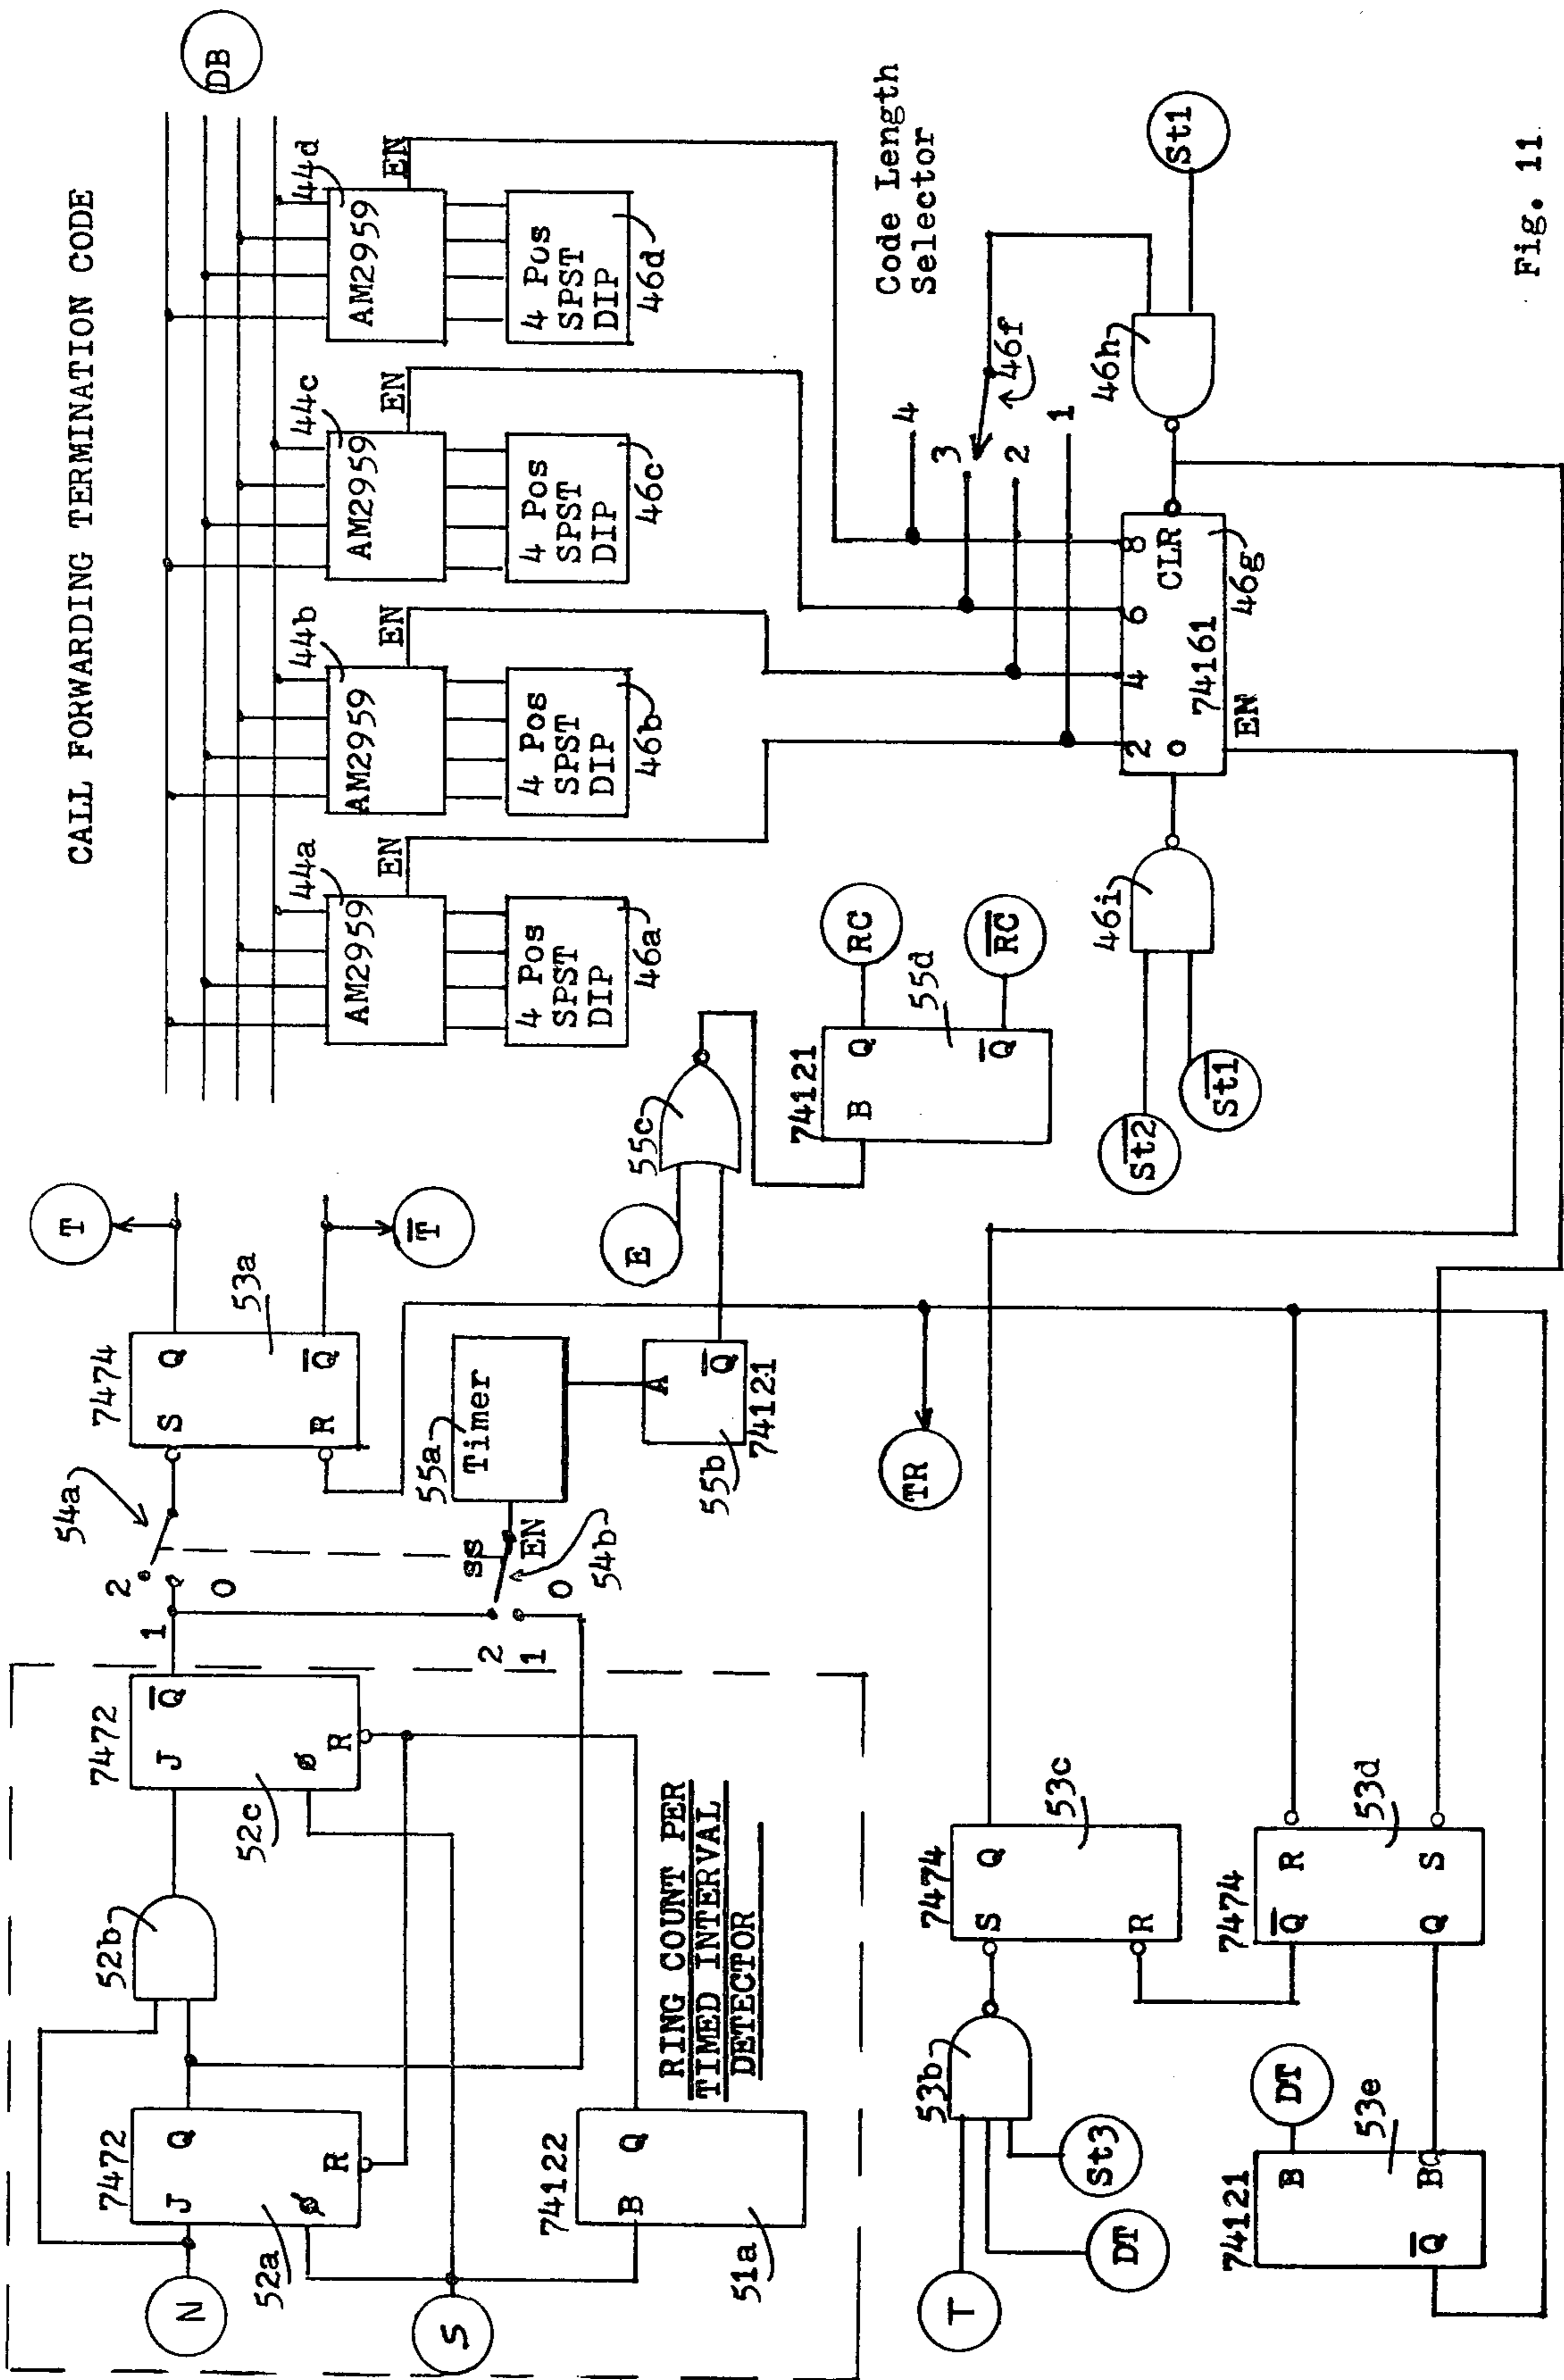 CALL FORWARDING TERMINATION CODE
DB
44a
44b
44c
44d
AM2959
AM2959
AM2959
AM2959
EN
EN
EN
EN
4 Pos
SPST
DIP
4 Pos
SPST
DIP
4 Pos
SPST
DIP
4 Pos
SPST
DIP
46a
46b
46c
46d
Code Length
Selector
4
3
2
1
46f
46h
St1
2
4
6
8
O
CLR
74161
EN
46g
46i
St2
St1
T
T
7474
S
Q
R
Q
53a
54a
2
1
0
SS
EN
54b
2
1
0
55a
Timer
A
Q
55b
74121
E
55c
74121
B
Q
Q
55d
RC
RC
TR
7472
J
Q
ø
R
52a
52b
7472
J
Q
ø
R
52c
N
S
74122
B
Q
51a
RING COUNT PER
TIMED INTERVAL
DETECTOR
T
DT
St3
53b
7474
S
Q
R
53c
7474
Q
R
Q
S
53d
DT
74121
B
Q
B
53e
Fig. 11